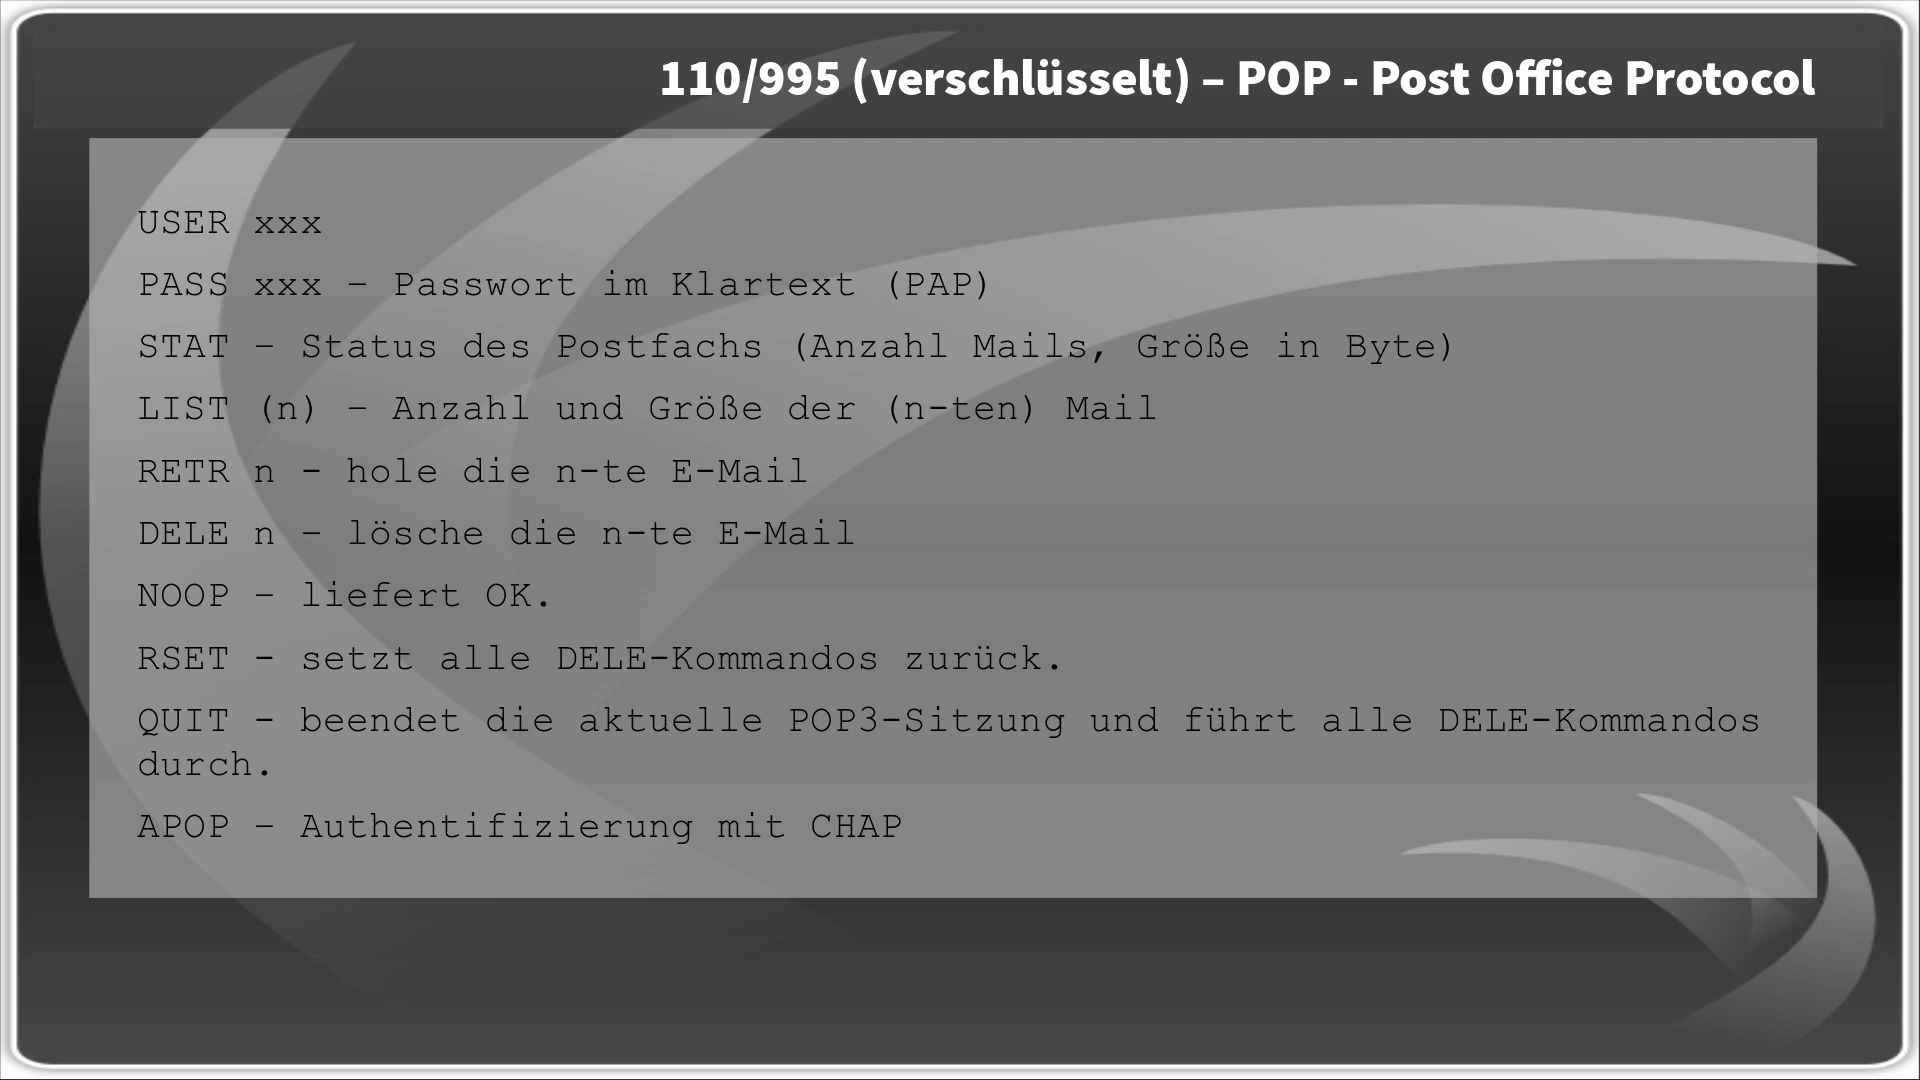 110/995 (verschlüsselt) – POP - Post Office Protocol
USER xxx
PASS xxx – Passwort im Klartext (PAP)
STAT – Status des Postfachs (Anzahl Mails, Größe in Byte)
LIST (n) – Anzahl und Größe der (n-ten) Mail
RETR n - hole die n-te E-Mail
DELE n – lösche die n-te E-Mail
NOOP – liefert OK.
RSET - setzt alle DELE-Kommandos zurück.
QUIT - beendet die aktuelle POP3-Sitzung und führt alle DELE-Kommandos
durch.
APOP – Authentifizierung mit CHAP